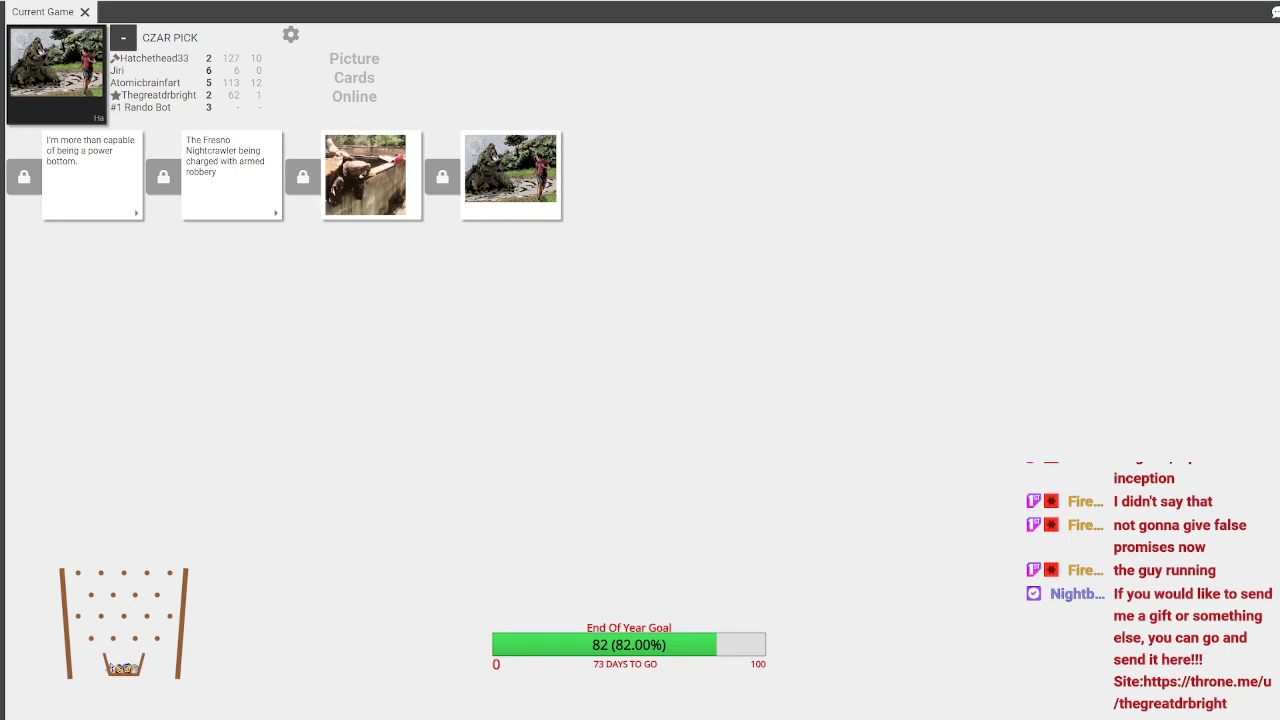 Current Game
CZAR PICK
Hatchethead33 2 127 10
Jiri 6 6 0
Atomicbrainfart 5 113 12
Thegreatdrbright 2 62 1
#1 Rando Bot 3 - -
Ha
Picture
Cards
Online
I'm more than capable
of being a power
bottom.
The Fresno
Nightcrawler being
charged with armed
robbery
inception
Fire... I didn't say that
Fire... not gonna give false
promises now
Fire... the guy running
Nightb... If you would like to send
me a gift or something
else, you can go and
send it here!!!
Site:https://throne.me/u
/thegreatdrbright
End Of Year Goal
82 (82.00%)
0 73 DAYS TO GO 100